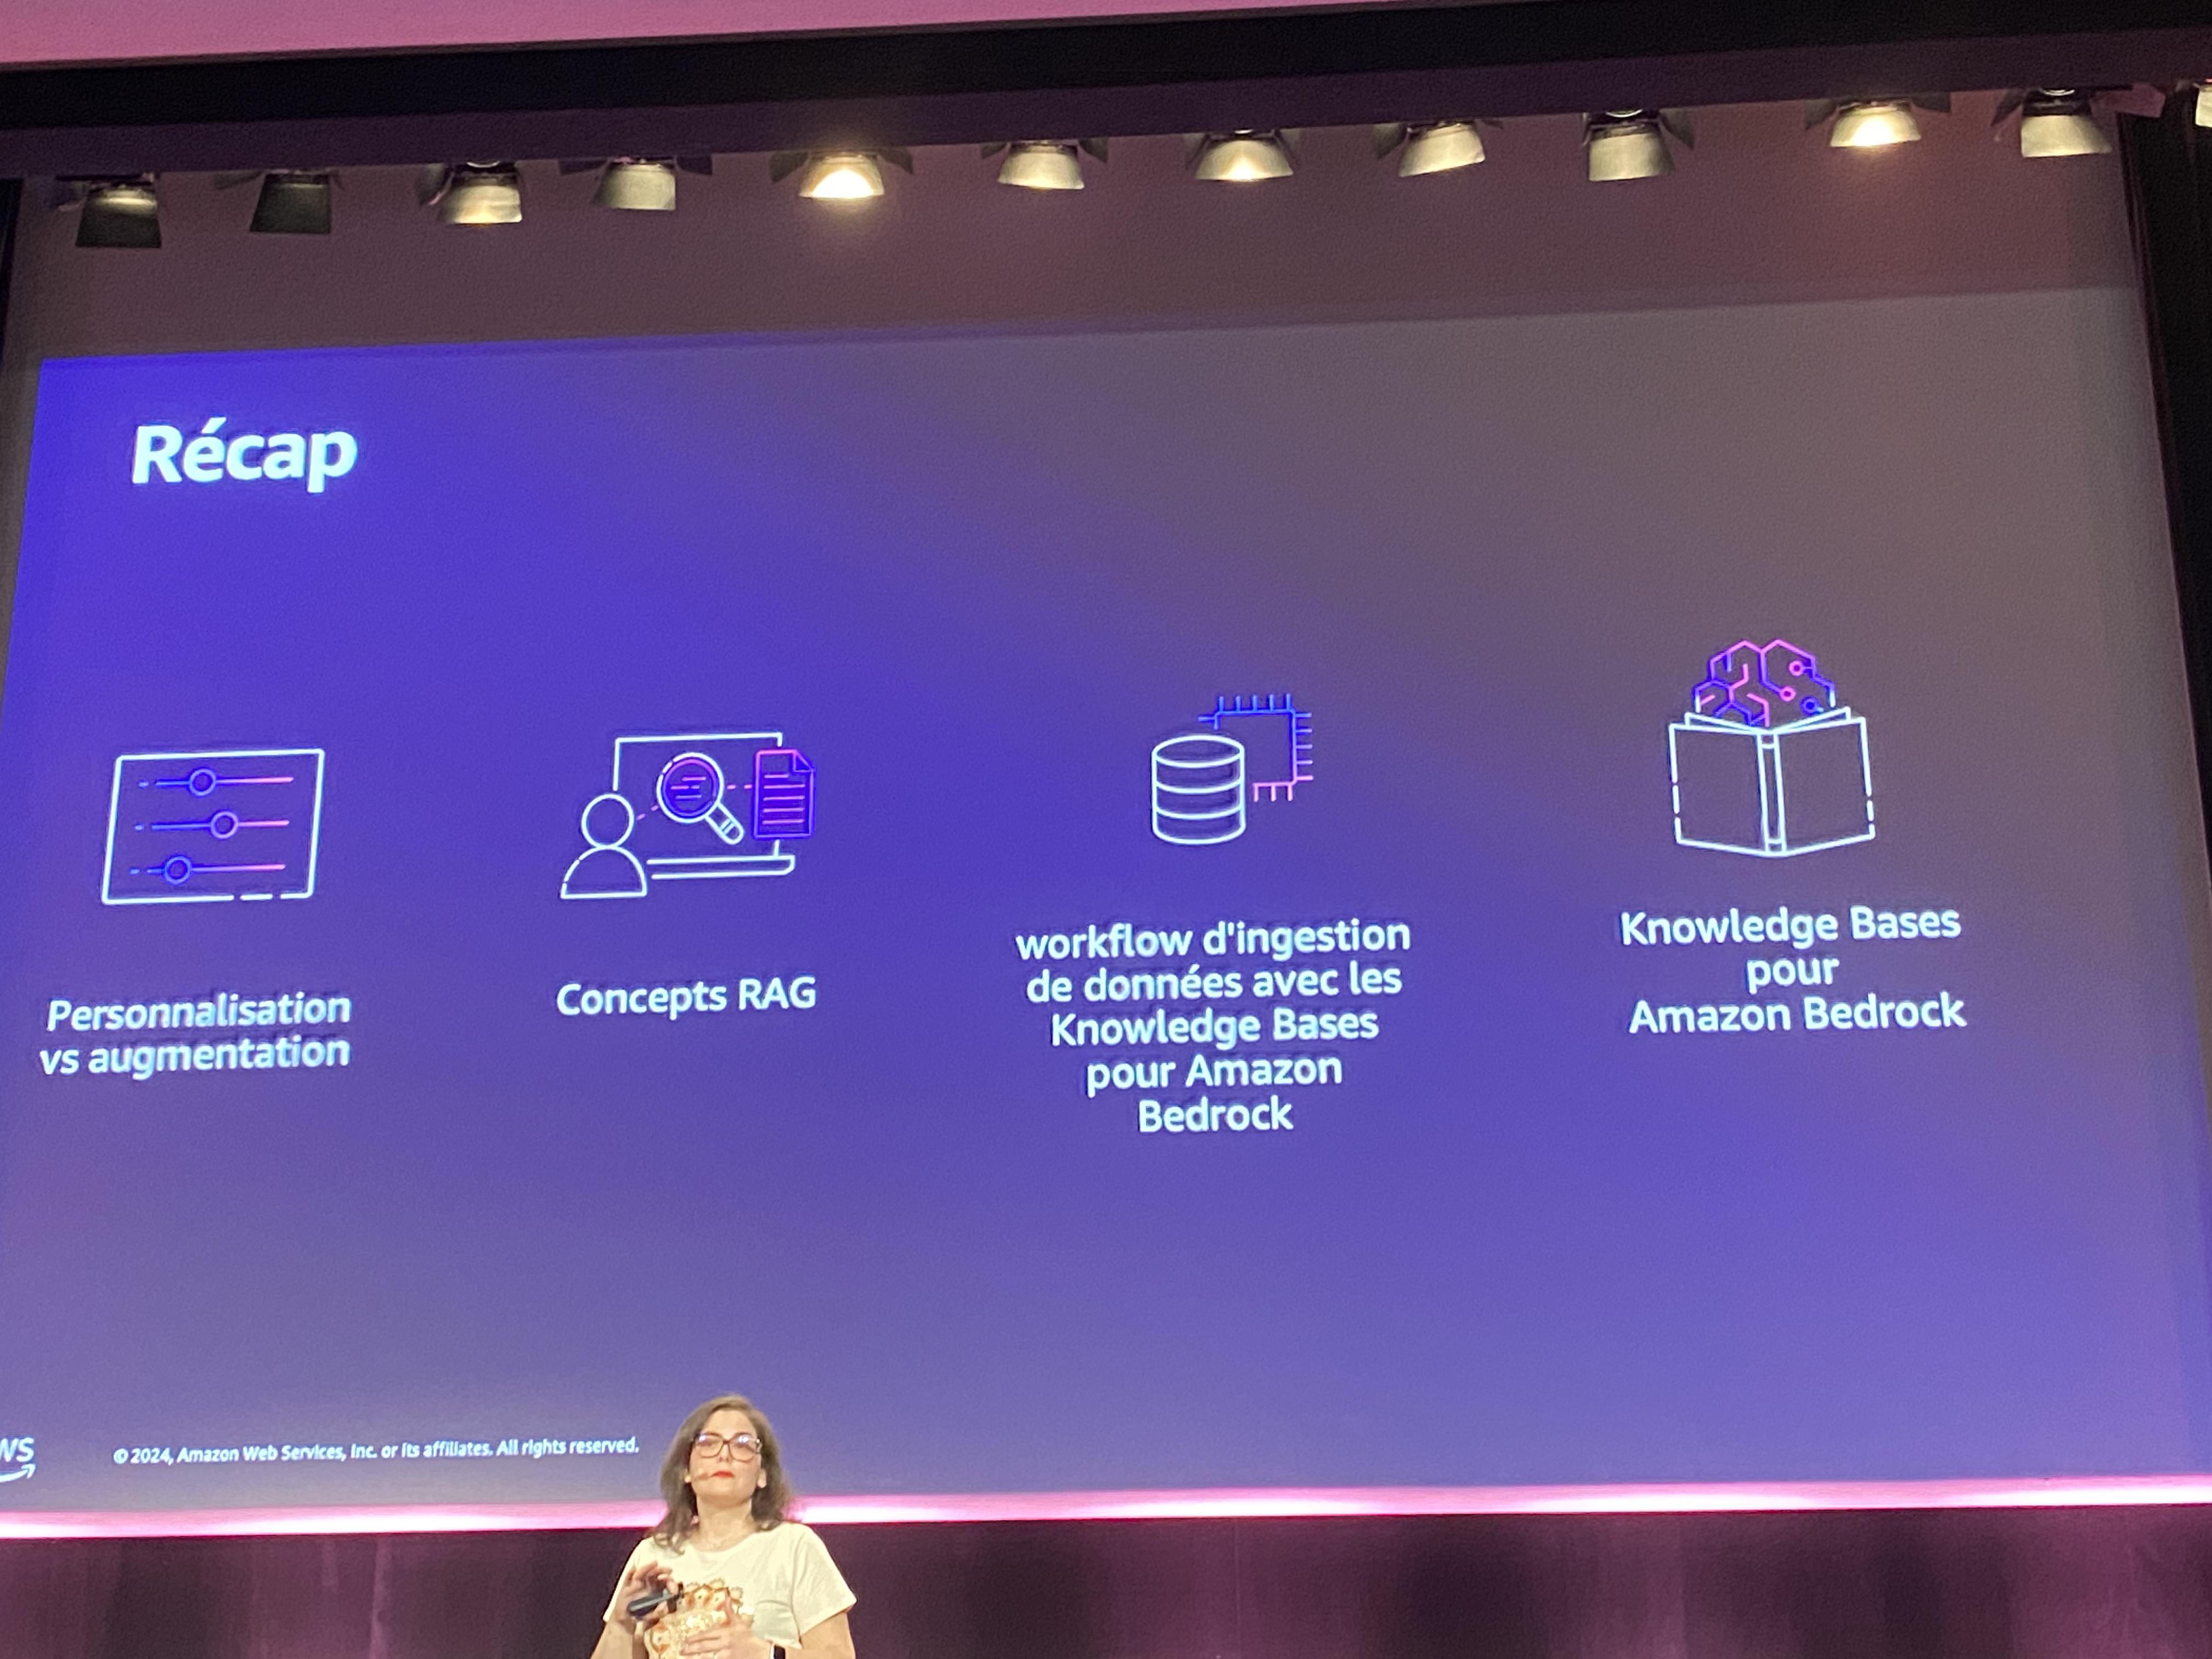 Récap
Personnalisation
vs augmentation
Concepts RAG
workflow d'ingestion
de données avec les
Knowledge Bases
pour Amazon
Bedrock
Knowledge Bases
pour
Amazon Bedrock
© 2024, Amazon Web Services, Inc. or its affiliates. All rights reserved.